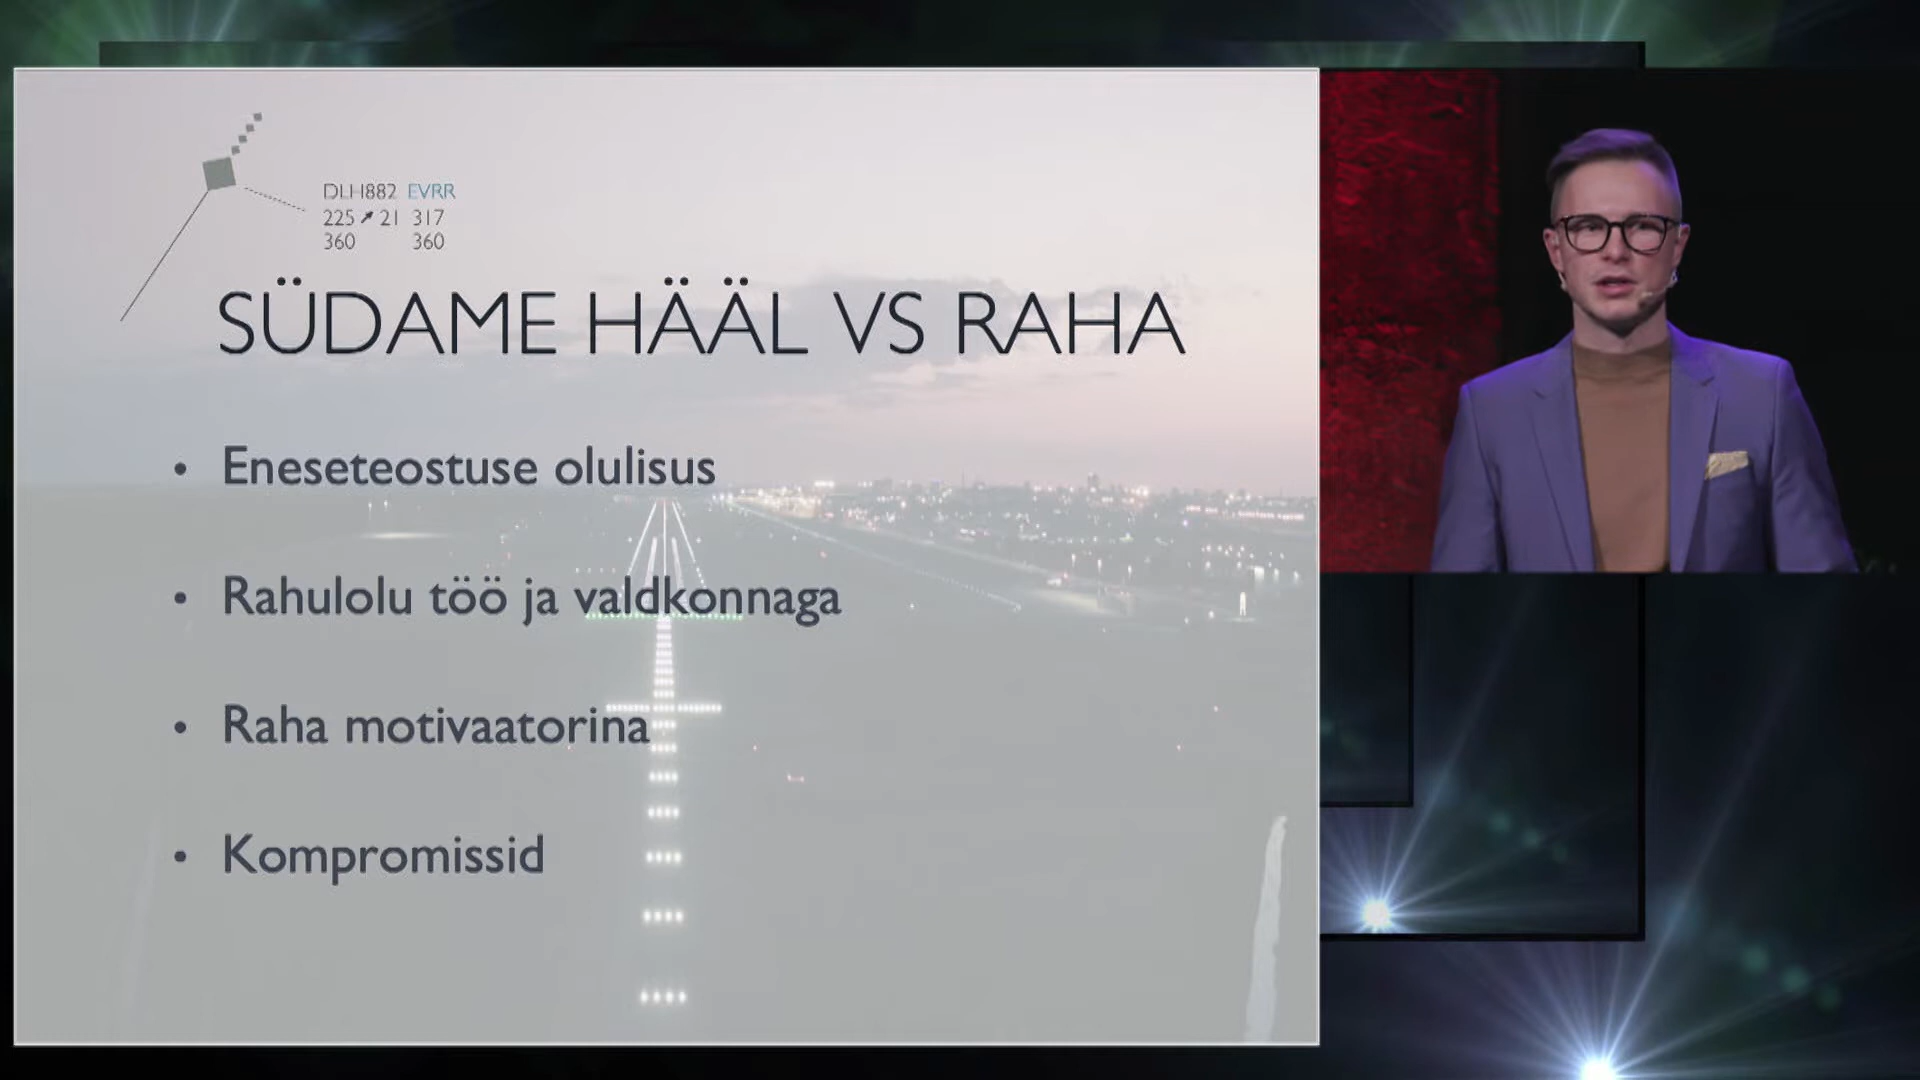 DLH882 EVRR
225 21 317
360 360
SÜDAME HÄÄL VS RAHA
• Eneseteostuse olulisus
• Rahulolu töö ja valdkonnaga
• Raha motivaatorina
• Kompromissid